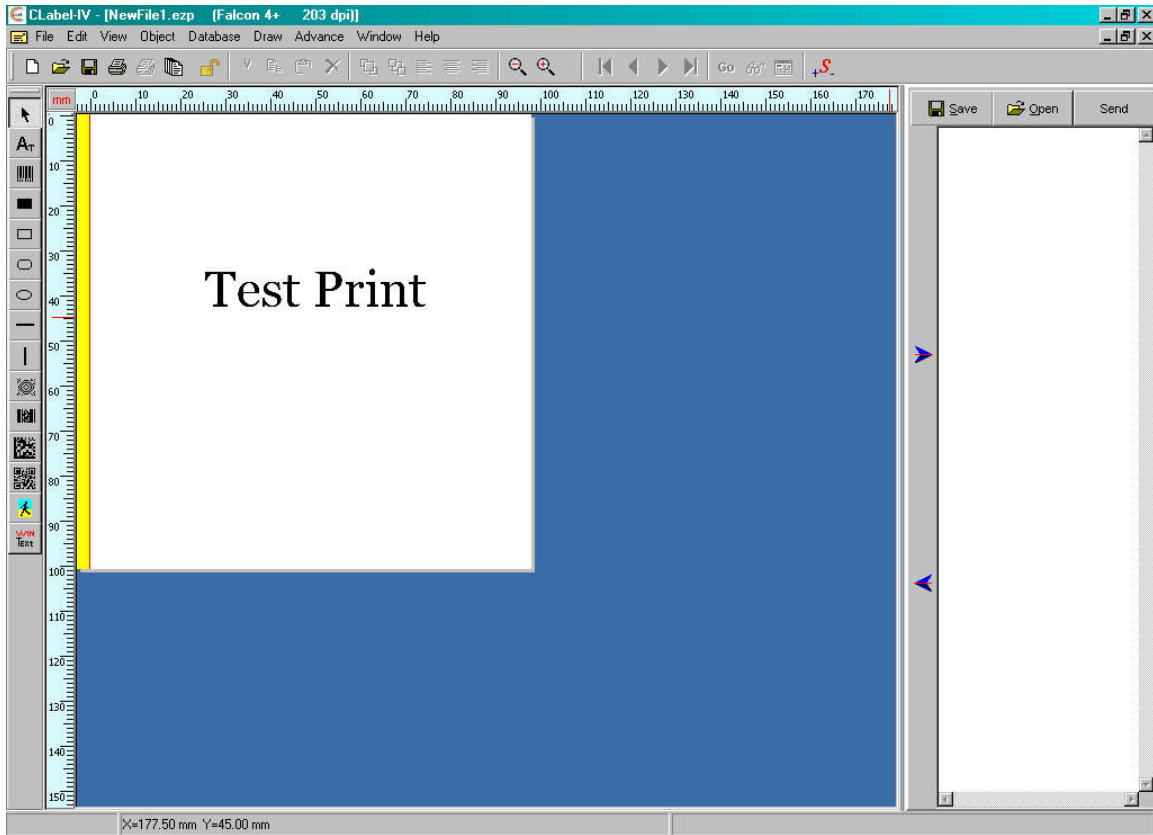 CLabel-IV - [NewFile1.ezp (Falcon 4+ 203 dpi)]
File Edit View Object Database Draw Advance Window Help
Go +S-
mm 0 10 20 30 40 50 60 70 80 90 100 110 120 130 140 150 160 170
Save Open Send
AT
0
10
20
30
40
50
60
70
80
90
100
110
120
130
140
150
Test Print
WIN
Text
X=177.50 mm Y=45.00 mm